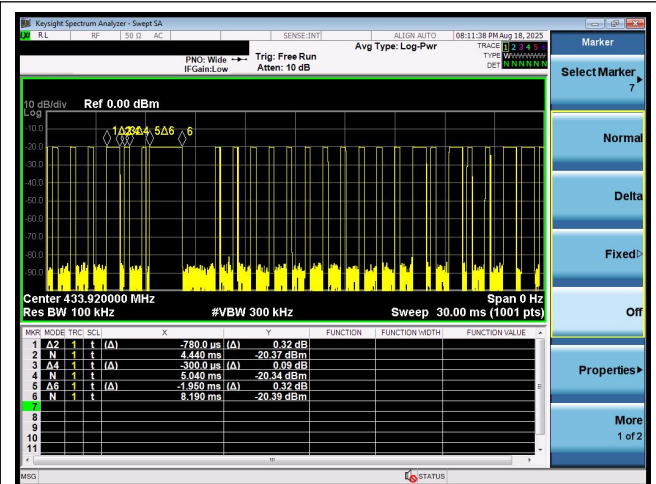 Keysight Spectrum Analyzer - Swept SA
RL RF 50 Ω AC SENSE:INT ALIGN AUTO 08:11:38 PM Aug 18, 2025
Avg Type: Log-Pwr TRACE 1 2 3 4 5 6
PNO: Wide Trig: Free Run TYPE
IFGain:Low Atten: 10 dB DET N N N N N N
10 dB/div Ref 0.00 dBm
Log
1Δ2 3Δ4 5Δ6 6
-10.0
-20.0
-30.0
-40.0
-50.0
-60.0
-70.0
-80.0
-90.0
Center 433.920000 MHz Span 0 Hz
Res BW 100 kHz #VBW 300 kHz Sweep 30.00 ms (1001 pts)
MKR MODE TRC SCL X Y FUNCTION FUNCTION WIDTH FUNCTION VALUE
1 Δ2 1 t (Δ) -780.0 µs (Δ) 0.32 dB
2 N 1 t 4.440 ms -20.37 dBm
3 Δ4 1 t (Δ) -300.0 µs (Δ) 0.09 dB
4 N 1 t 5.040 ms -20.34 dBm
5 Δ6 1 t (Δ) -1.950 ms (Δ) 0.32 dB
6 N 1 t 8.190 ms -20.39 dBm
7
8
9
10
11
MSG STATUS
Marker
Select Marker
7
Normal
Delta
Fixed
Off
Properties
More
1 of 2